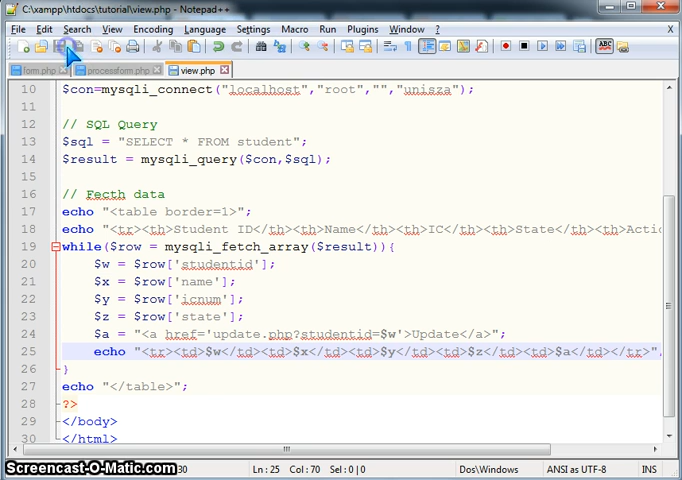 C:\xampp\htdocs\tutorial\view.php - Notepad++
File Edit Search View Encoding Language Settings Macro Run Plugins Window ? X
form.php processform.php view.php
10 $con=mysqli_connect("localhost","root","","unisza");
11
12 // SQL Query
13 $sql = "SELECT * FROM student";
14 $result = mysqli_query($con,$sql);
15
16 // Fecth data
17 echo "<table border=1>";
18 echo "<tr><th>Student ID</th><th>Name</th><th>IC</th><th>State</th><th>Actio
19 while($row = mysqli_fetch_array($result)){
20 $w = $row['studentid'];
21 $x = $row['name'];
22 $y = $row['icnum'];
23 $z = $row['state'];
24 $a = "<a href='update.php?studentid=$w'>Update</a>";
25 echo "<tr><td>$w</td><td>$x</td><td>$y</td><td>$z</td><td>$a</td></tr>"
26 }
27 echo "</table>";
28 ?>
29 </body>
30 </html>
Screencast-O-Matic.com 30 Ln : 25 Col : 70 Sel : 0 | 0 Dos\Windows ANSI as UTF-8 INS